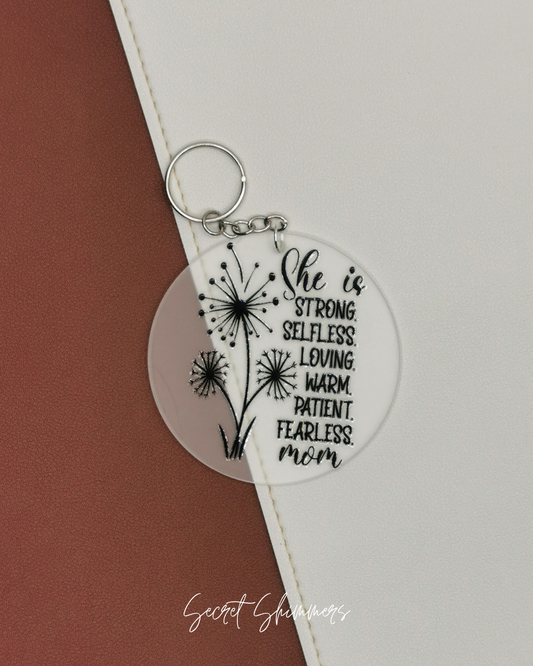 She is
STRONG.
SELFLESS.
LOVING.
WARM.
PATIENT.
FEARLESS.
mom
Secret Shimmers